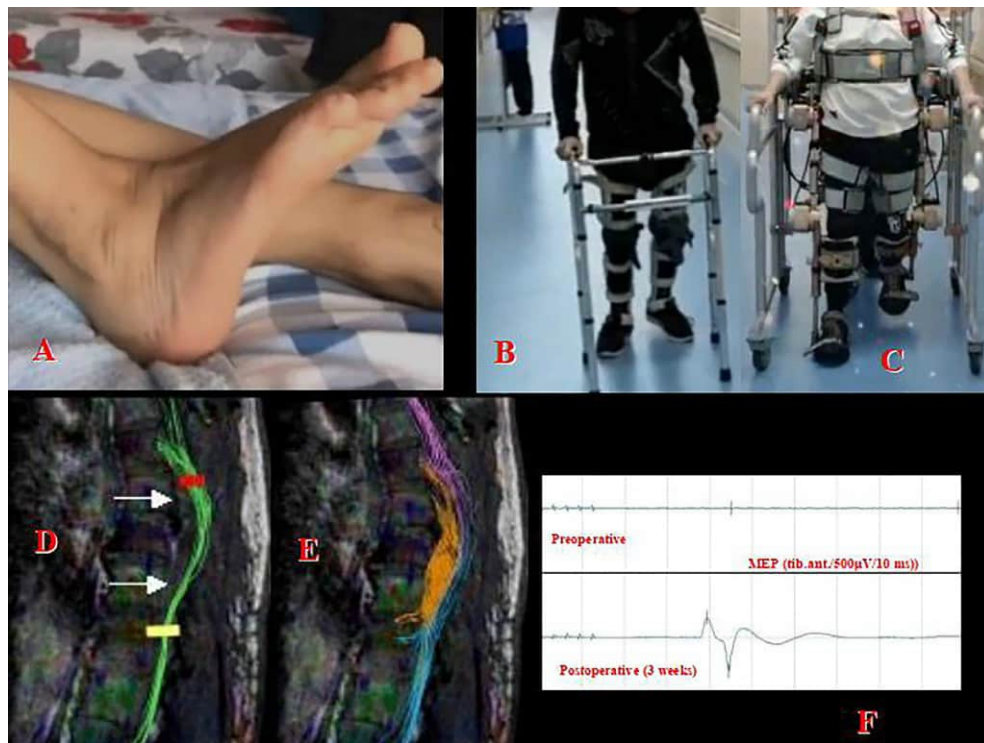 A
B
C
D
E
Preoperative
MEP (tib.ant./500µV/10 ms))
Postoperative (3 weeks)
F